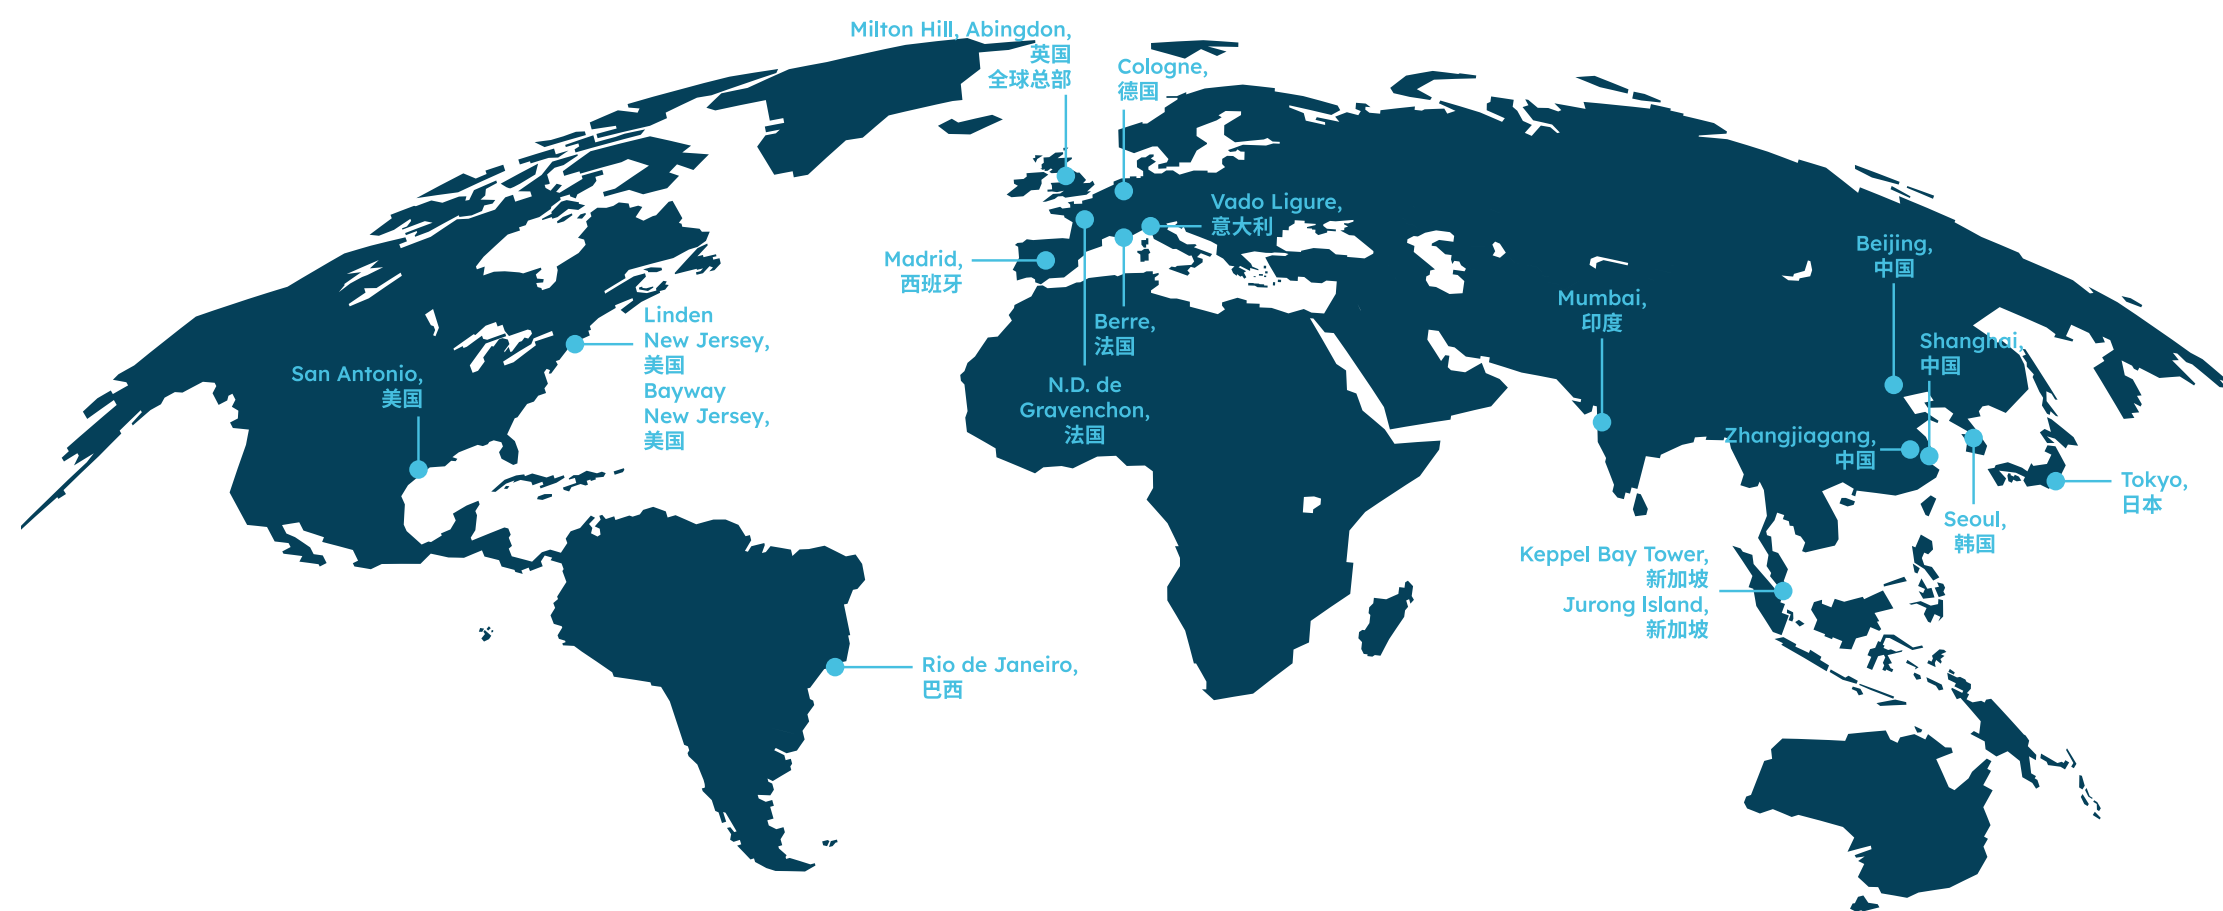 Milton Hill, Abingdon,
英国
全球总部
Cologne,
德国
Vado Ligure,
意大利
Madrid,
西班牙
Berre,
法国
N.D. de
Gravenchon,
法国
Linden
New Jersey,
美国
Bayway
New Jersey,
美国
San Antonio,
美国
Rio de Janeiro,
巴西
Mumbai,
印度
Beijing,
中国
Shanghai,
中国
Zhangjiagang,
中国
Tokyo,
日本
Seoul,
韩国
Keppel Bay Tower,
新加坡
Jurong Island,
新加坡